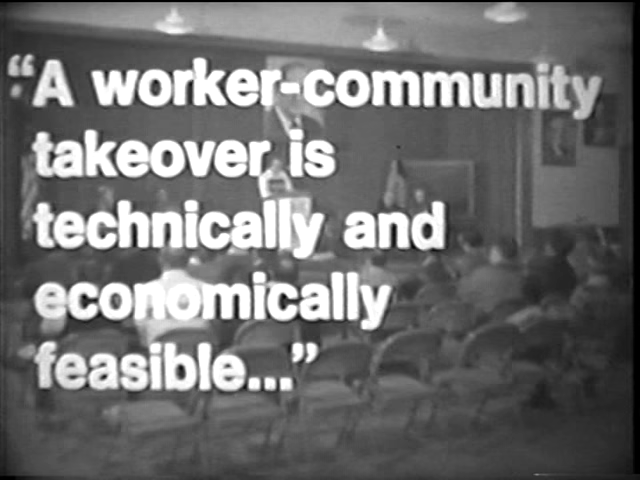 “A worker-community
takeover is
technically and
economically
feasible...”